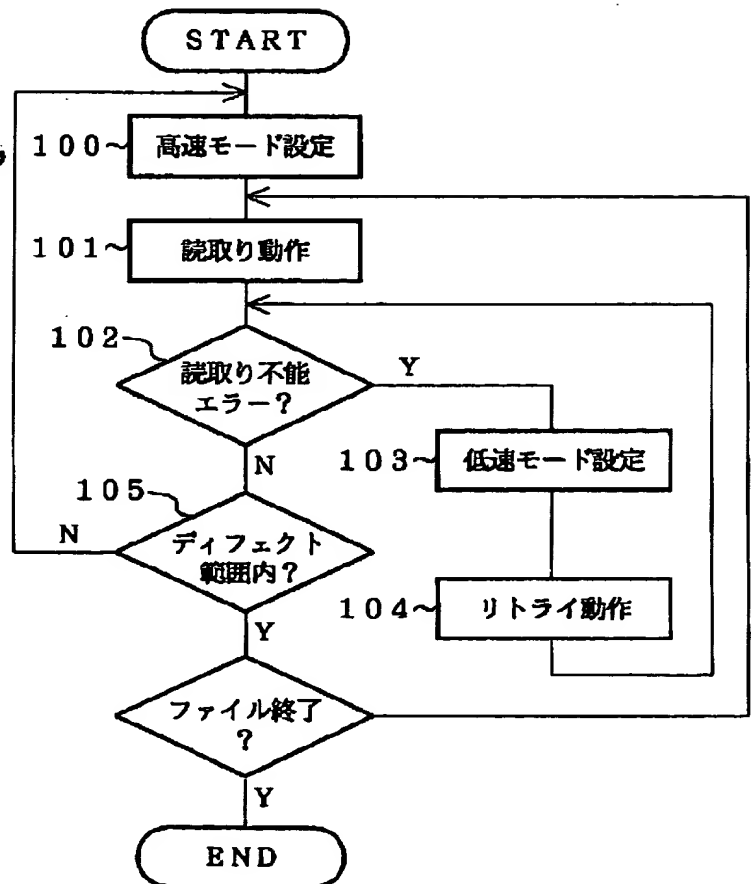 START
100~ 高速モード設定
101~ 読取り動作
102
読取り不能
エラー?
Y
103~ 低速モード設定
N
105
N
ディフェクト
範囲内?
104~ リトライ動作
Y
ファイル終了
?
Y
END